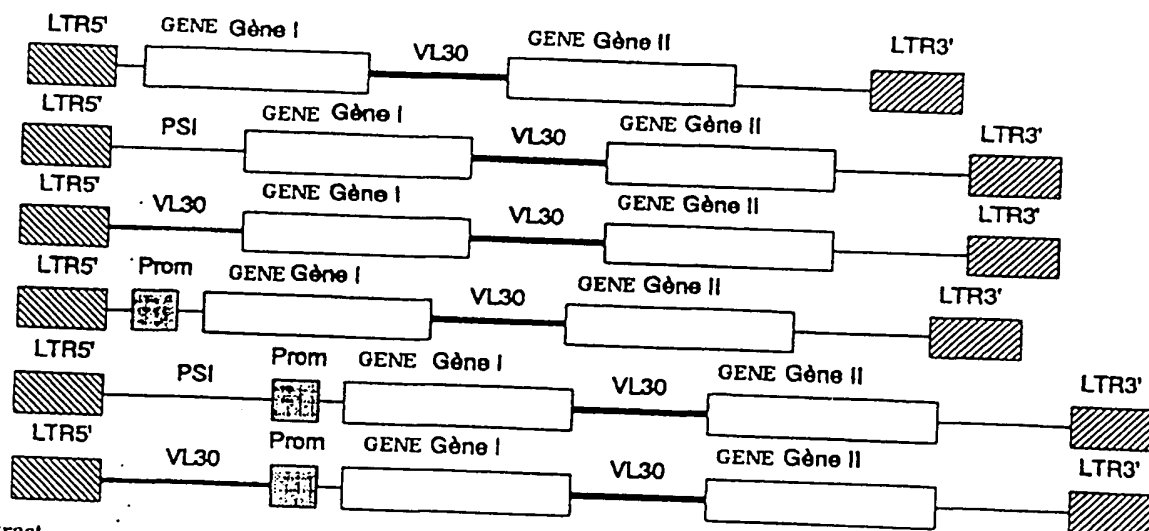 LTR5' GENE Gène I VL30 GENE Gène II LTR3'
LTR5' PSI GENE Gène I VL30 GENE Gène II LTR3'
LTR5' VL30 GENE Gène I VL30 GENE Gène II LTR3'
LTR5' Prom GENE Gène I VL30 GENE Gène II LTR3'
LTR5' PSI Prom GENE Gène I VL30 GENE Gène II LTR3'
LTR5' VL30 Prom GENE Gène I VL30 GENE Gène II LTR3'